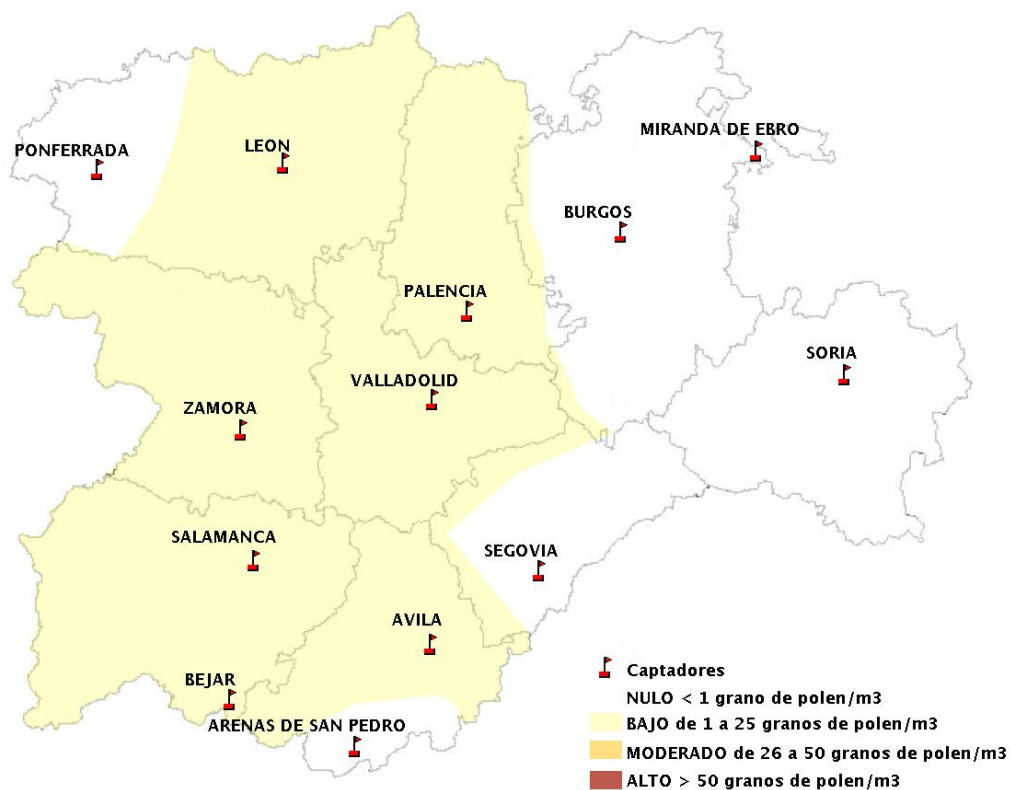 MIRANDA DE EBRO
PONFERRADA
LEON
BURGOS
PALENCIA
SORIA
VALLADOLID
ZAMORA
SALAMANCA
SEGOVIA
AVILA
BEJAR
ARENAS DE SAN PEDRO
Captadores
NULO < 1 grano de polen/m3
BAJO de 1 a 25 granos de polen/m3
MODERADO de 26 a 50 granos de polen/m3
ALTO > 50 granos de polen/m3